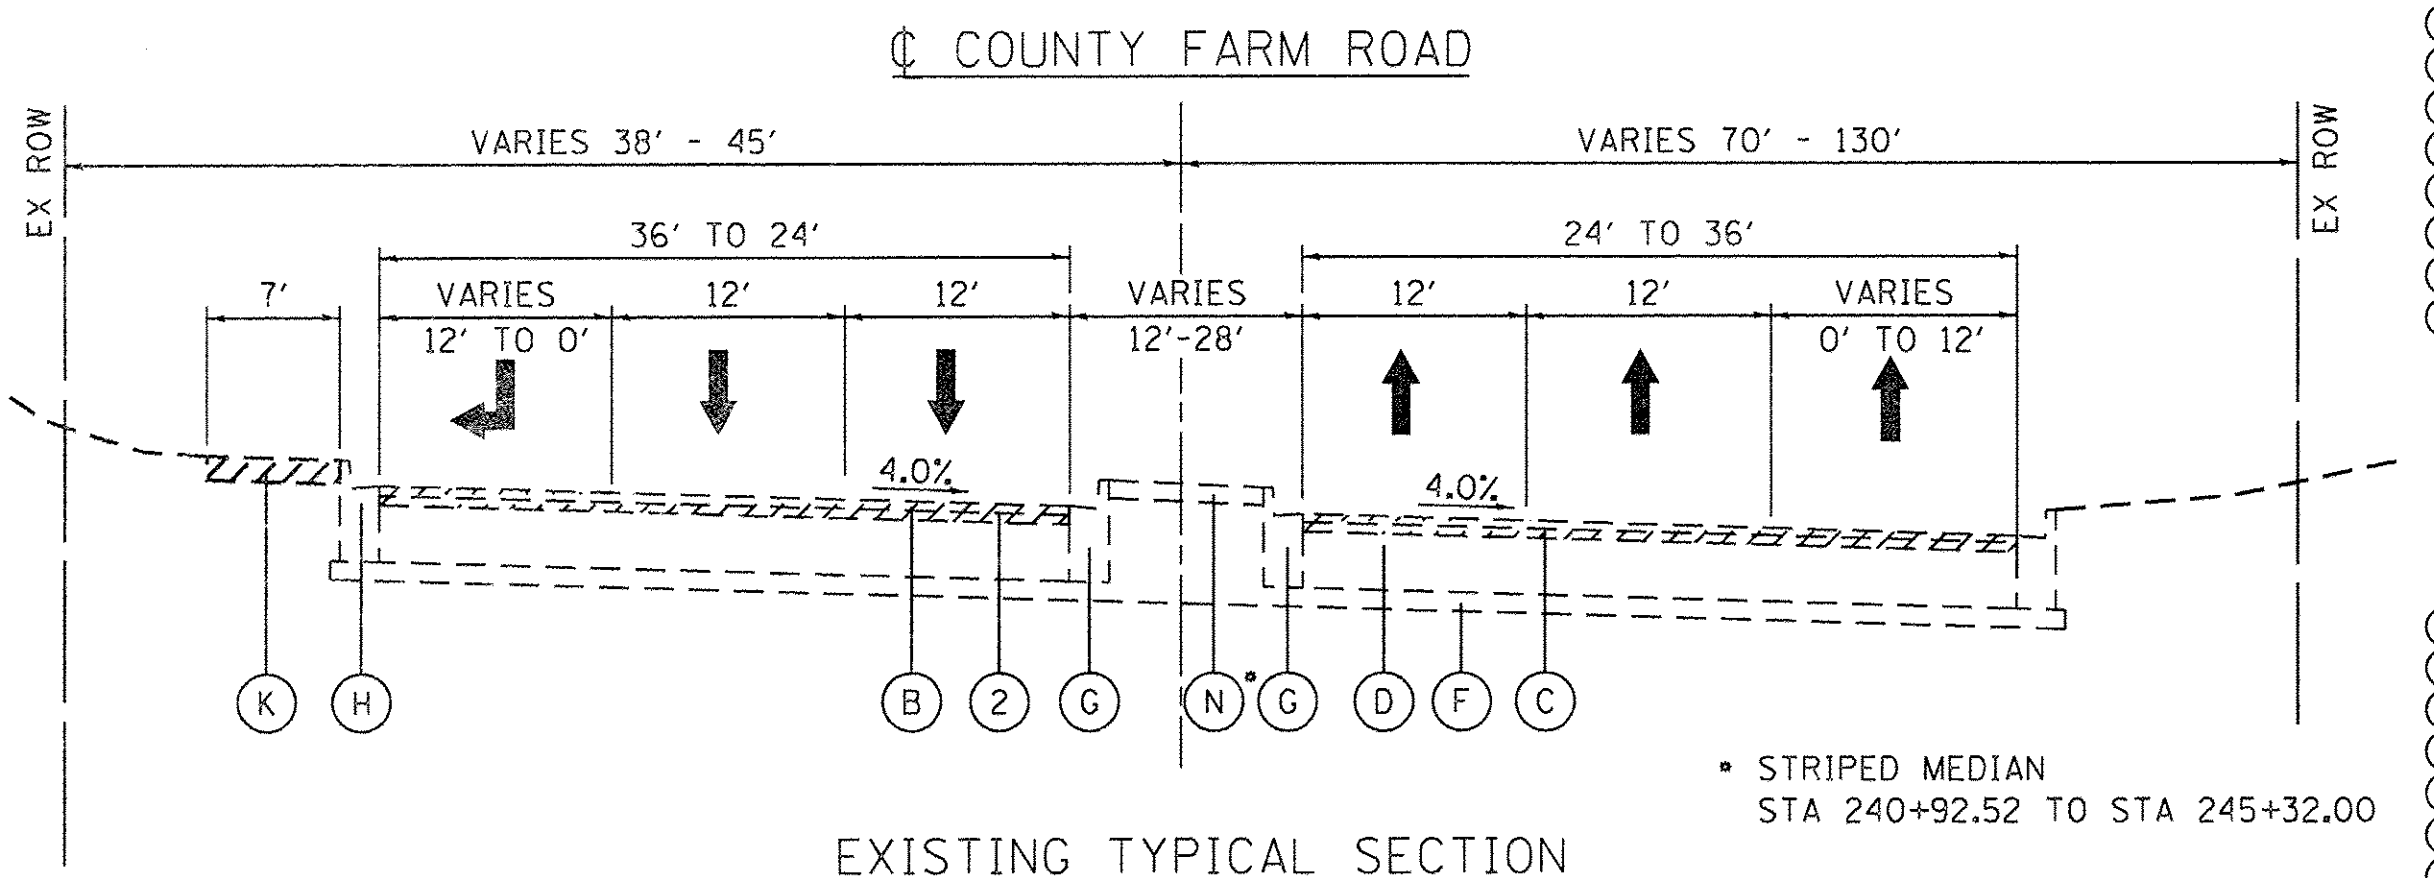 ℄ COUNTY FARM ROAD
EX ROW
VARIES 38' - 45'
VARIES 70' - 130'
EX ROW
36' TO 24'
24' TO 36'
7'
VARIES
12' TO 0'
12'
12'
VARIES
12'-28'
12'
12'
VARIES
0' TO 12'
4.0%
4.0%
K
H
B
2
G
N*
G
D
F
C
* STRIPED MEDIAN
STA 240+92.52 TO STA 245+32.00
EXISTING TYPICAL SECTION